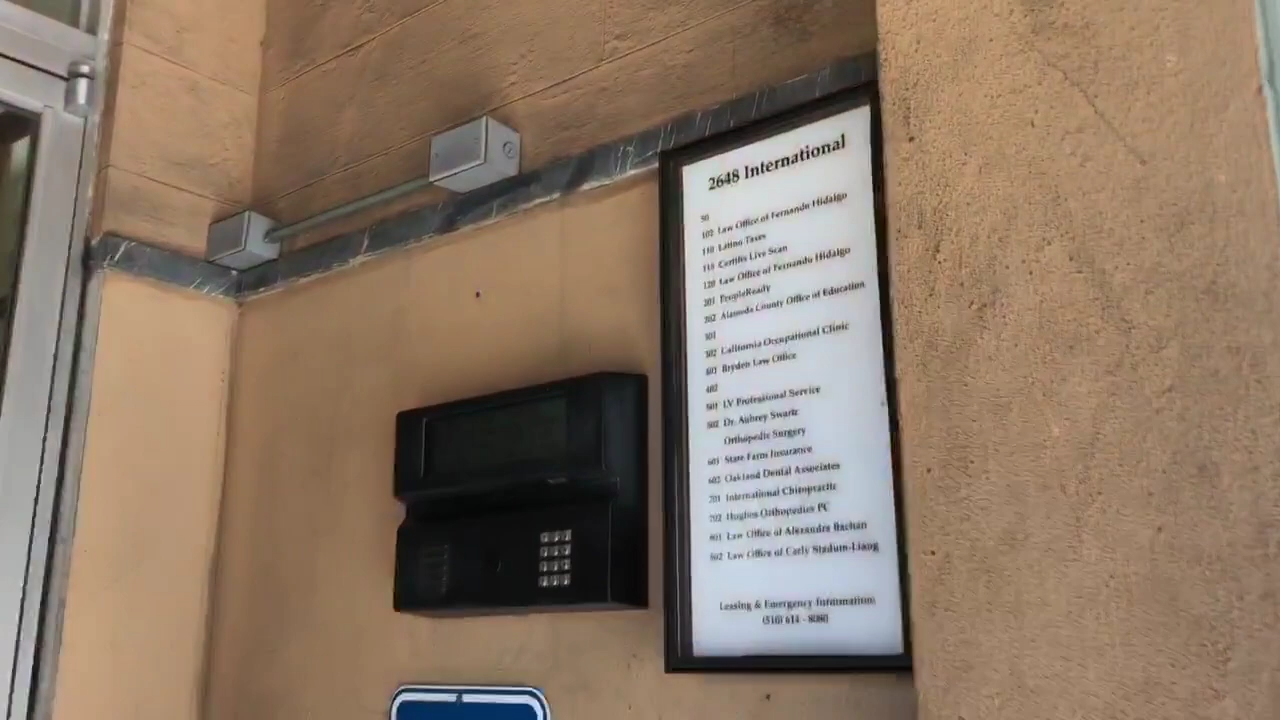 2648 International
50
102 Law Office of Fernando Hidalgo
110 Latino Taxes
115 Certifix Live Scan
120 Law Office of Fernando Hidalgo
201 PeopleReady
202 Alameda County Office of Education
301
302 California Occupational Clinic
401 Bryden Law Office
402
501 LV Professional Service
502 Dr. Aubrey Swartz
Orthopedic Surgery
601 State Farm Insurance
602 Oakland Dental Associates
701 International Chiropractic
702 Hughes Orthopedics PC
801 Law Office of Alexandra Bachan
802 Law Office of Carly Stadum-Liang
Leasing & Emergency Information:
(510) 614 - 8080